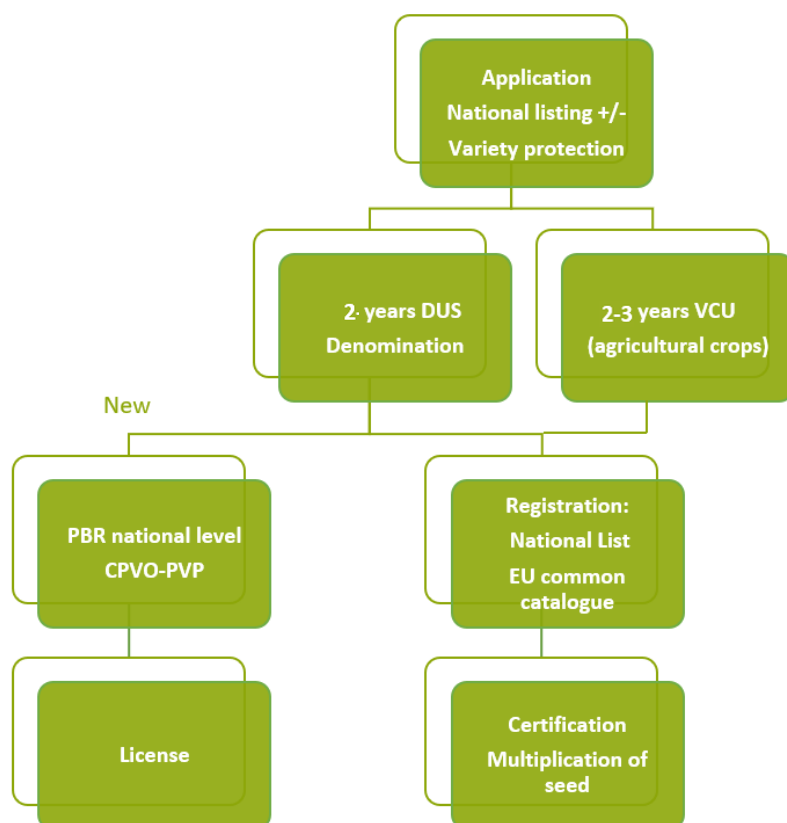 Application
National listing +/-
Variety protection
2- years DUS
Denomination
2-3 years VCU
(agricultural crops)
New
PBR national level
CPVO-PVP
Registration:
National List
EU common
catalogue
License
Certification
Multiplication of
seed